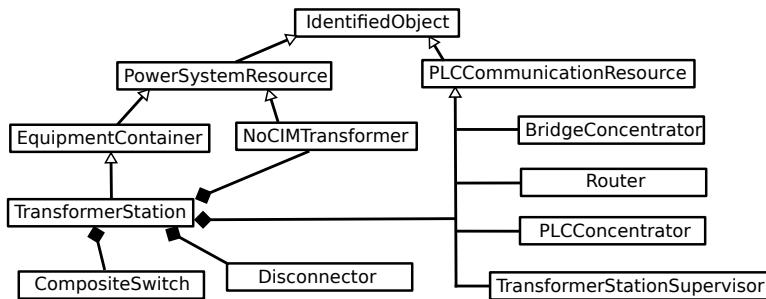 IdentifiedObject
PowerSystemResource
PLCCommunicationResource
EquipmentContainer
NoCIMTransformer
BridgeConcentrator
Router
TransformerStation
PLCConcentrator
CompositeSwitch
Disconnector
TransformerStationSupervisor